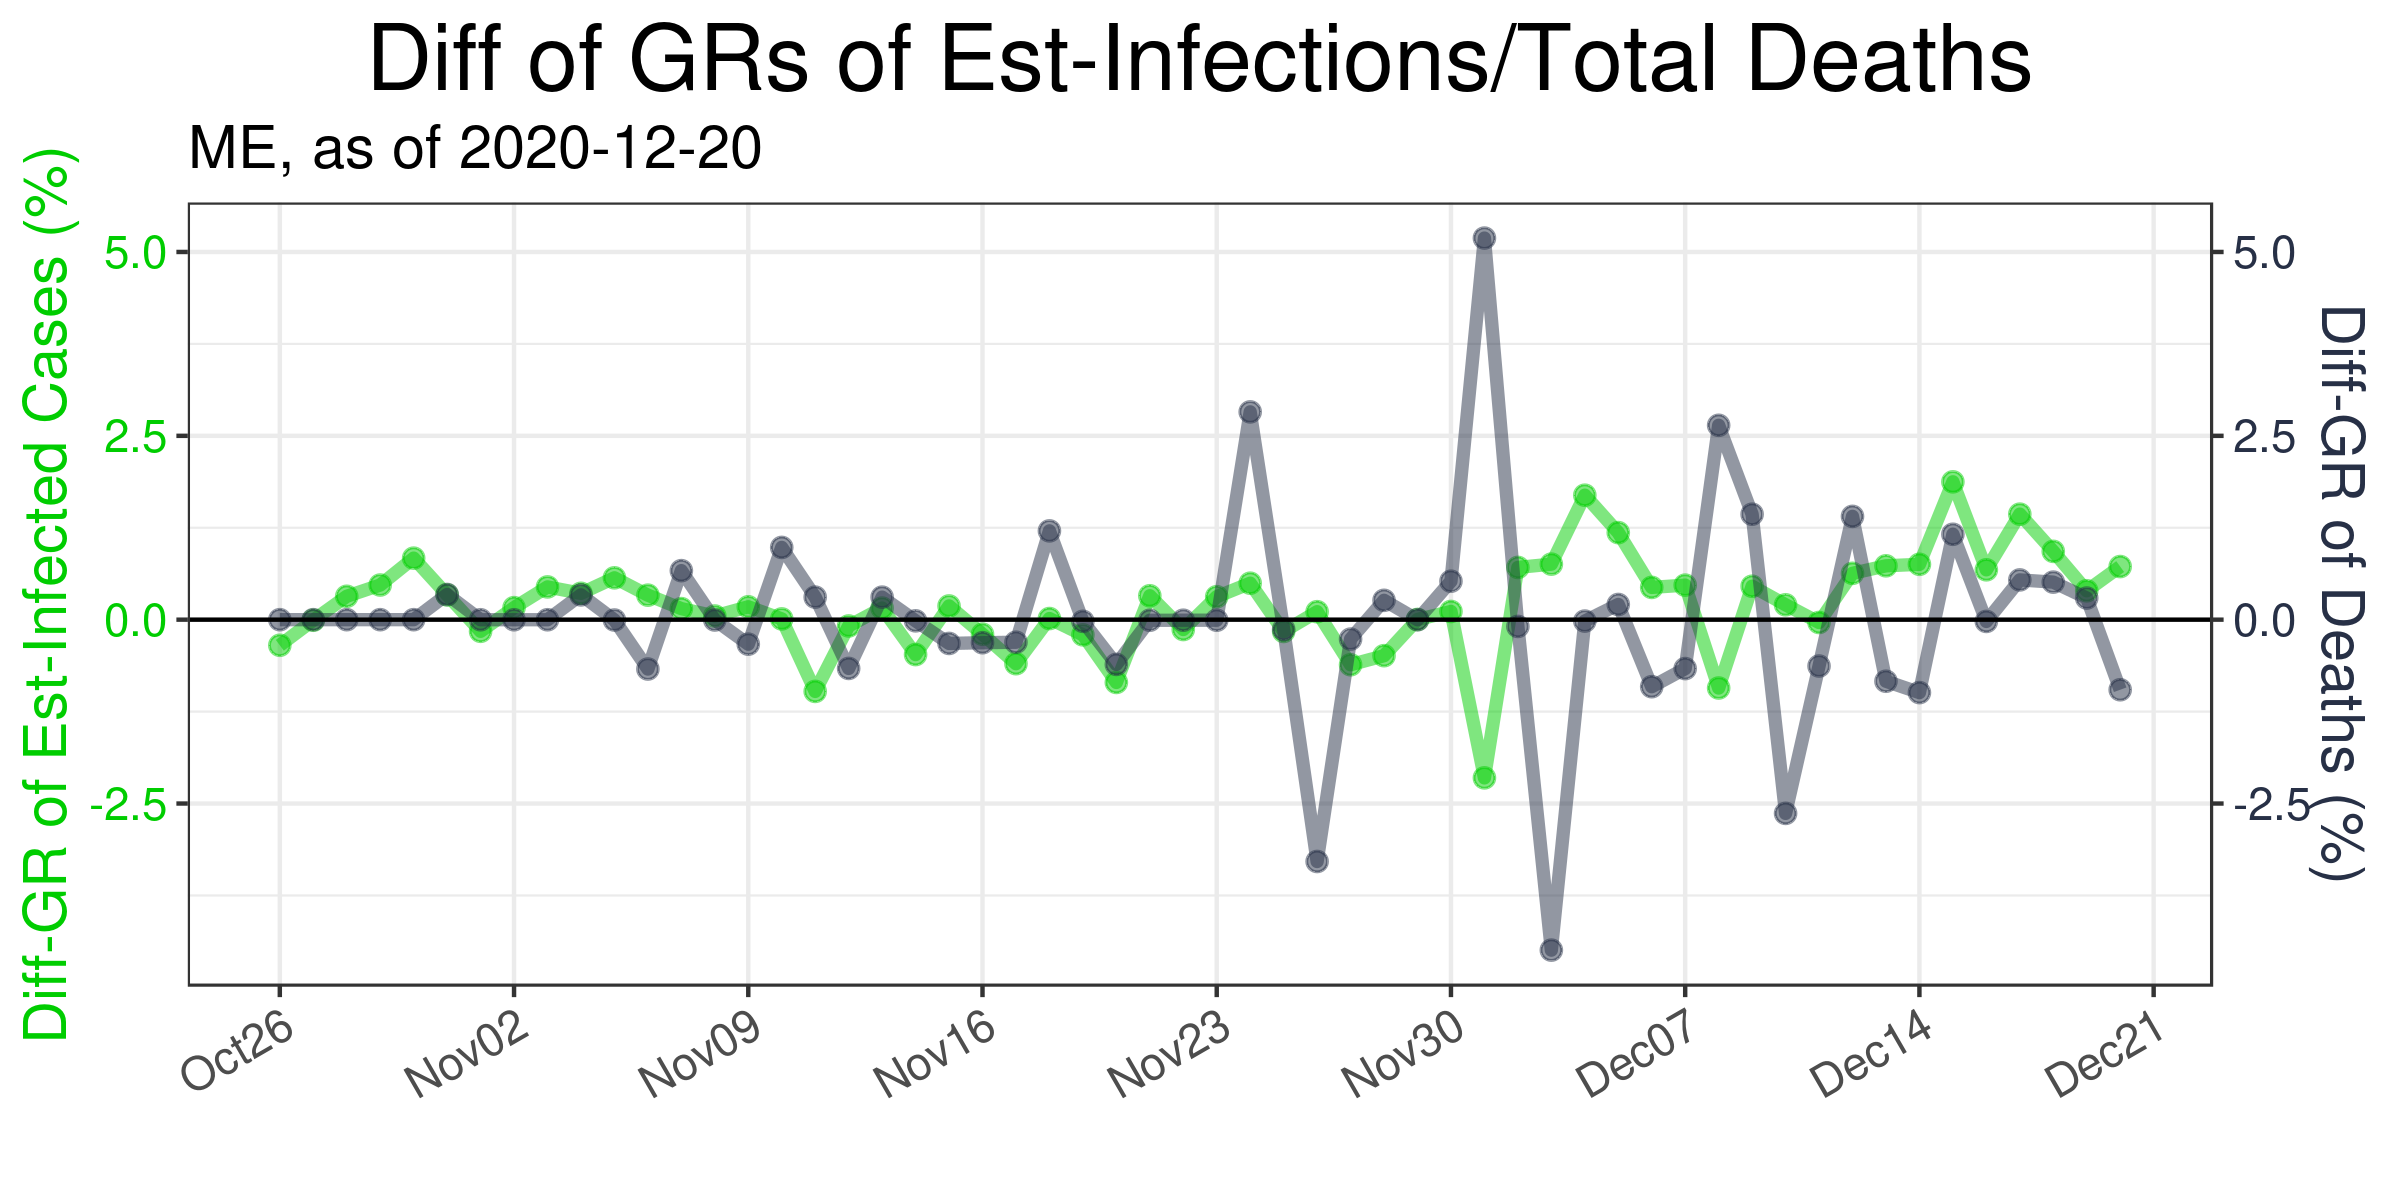 Diff of GRs of Est-Infections/Total Deaths
ME, as of 2020-12-20
Diff-GR of Est-Infected Cases (%)
5.0
2.5
0.0
-2.5
5.0
2.5
0.0
-2.5
Diff-GR of Deaths (%)
Oct26
Nov02
Nov09
Nov16
Nov23
Nov30
Dec07
Dec14
Dec21